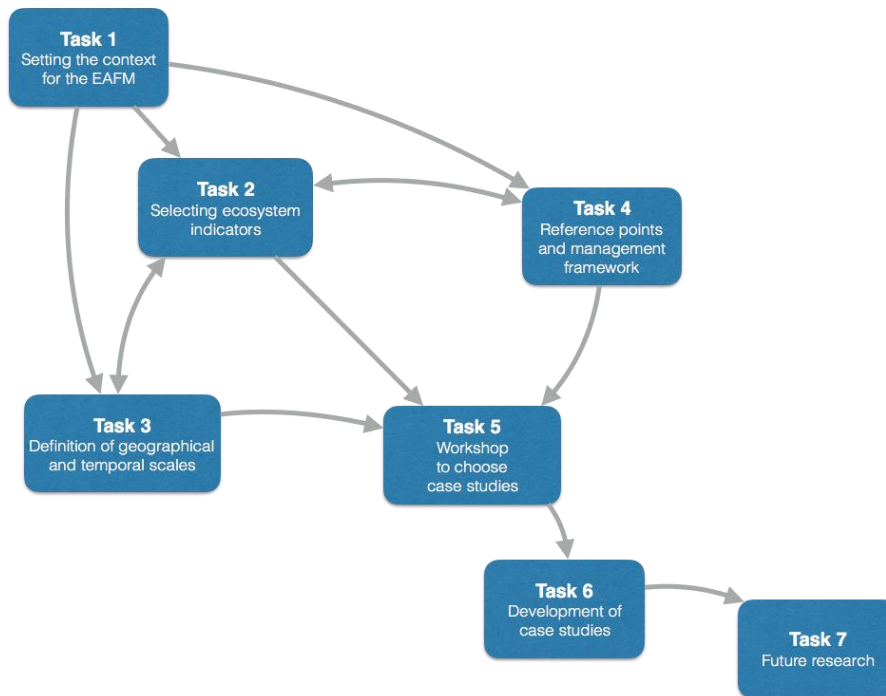 Task 1
Setting the context
for the EAFM
Task 2
Selecting ecosystem
indicators
Task 4
Reference points
and management
framework
Task 3
Definition of geographical
and temporal scales
Task 5
Workshop
to choose
case studies
Task 6
Development of
case studies
Task 7
Future research